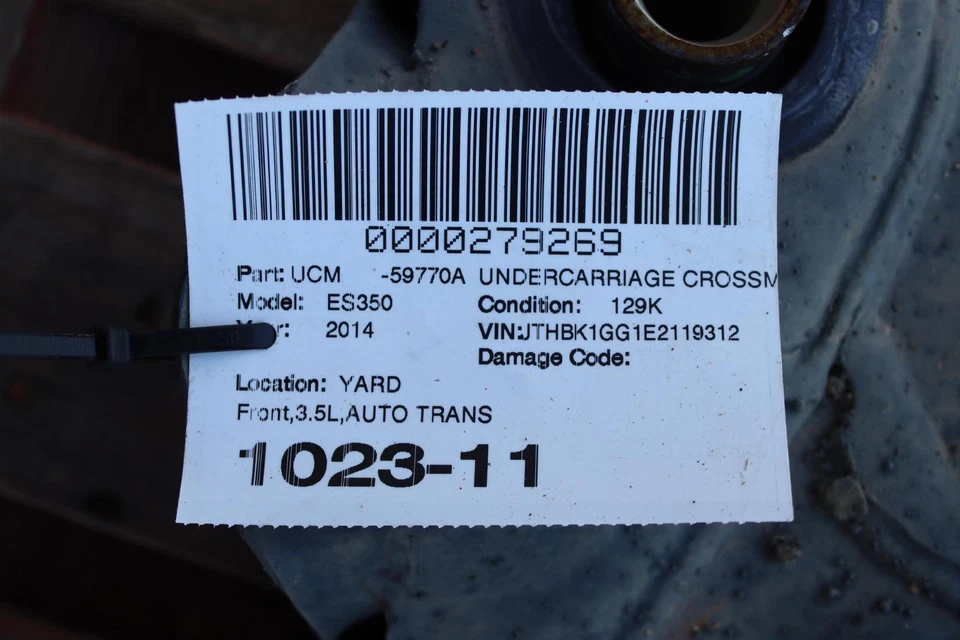 0000279269
Part: UCM -59770A UNDERCARRIAGE CROSSM
Model: ES350 Condition: 129K
Year: 2014 VIN:JTHBK1GG1E2119312
Damage Code:
Location: YARD
Front,3.5L,AUTO TRANS
1023-11